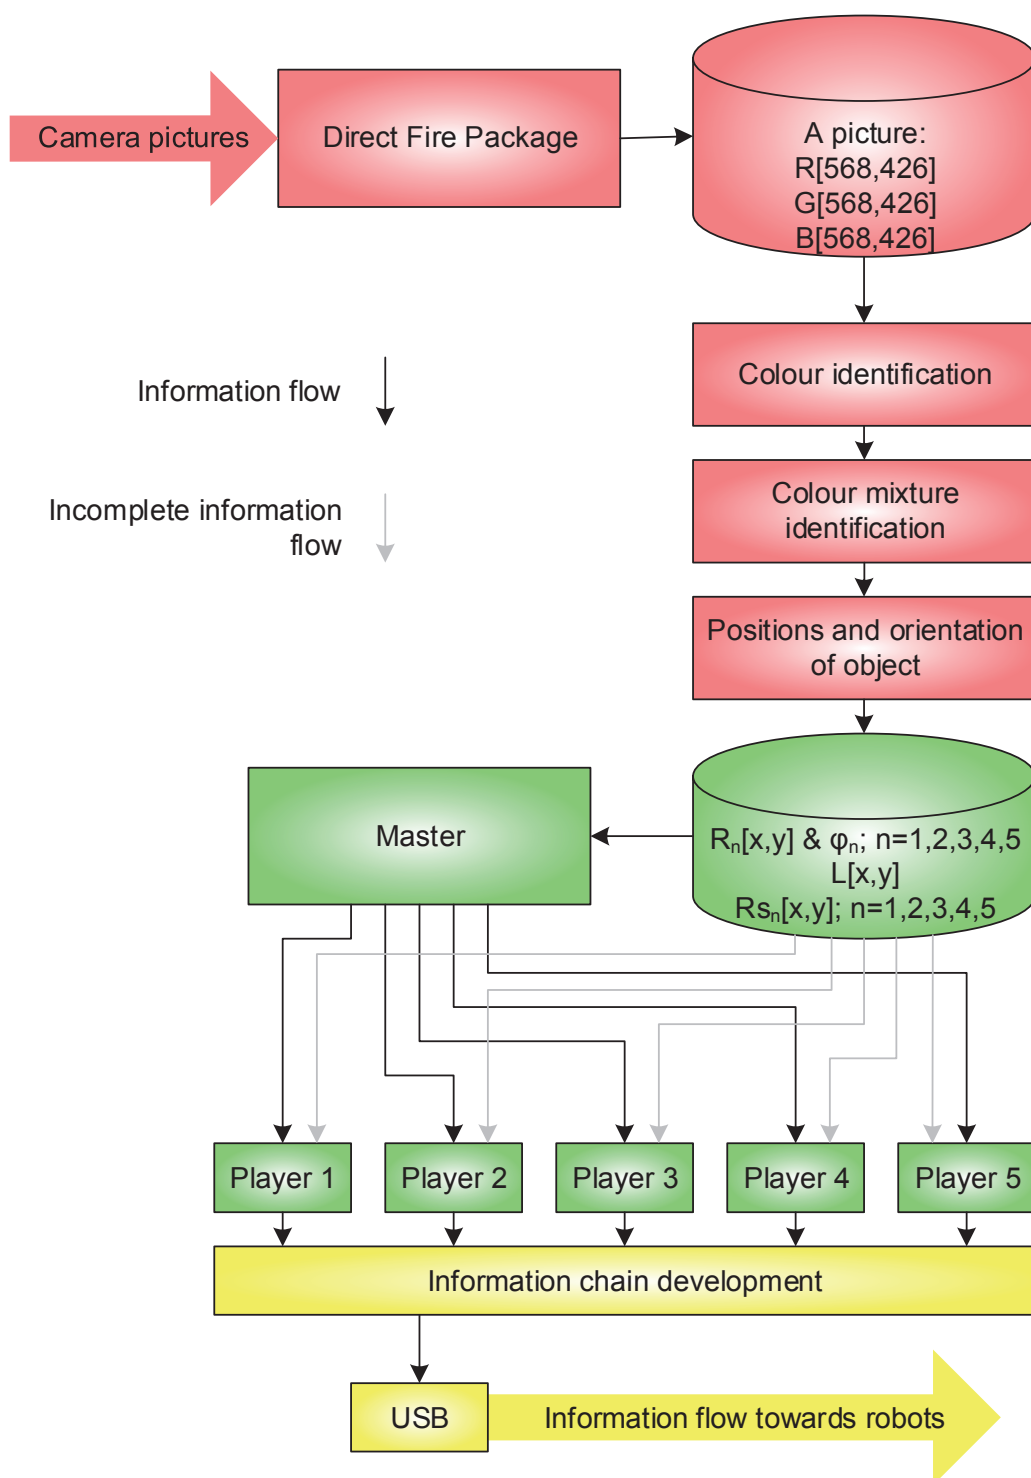 Camera pictures
Direct Fire Package
A picture:
R[568,426]
G[568,426]
B[568,426]
Information flow
Colour identification
Incomplete information
flow
Colour mixture
identification
Positions and orientation
of object
Master
Rₙ[x,y] & φₙ; n=1,2,3,4,5
L[x,y]
Rsₙ[x,y]; n=1,2,3,4,5
Player 1
Player 2
Player 3
Player 4
Player 5
Information chain development
USB
Information flow towards robots